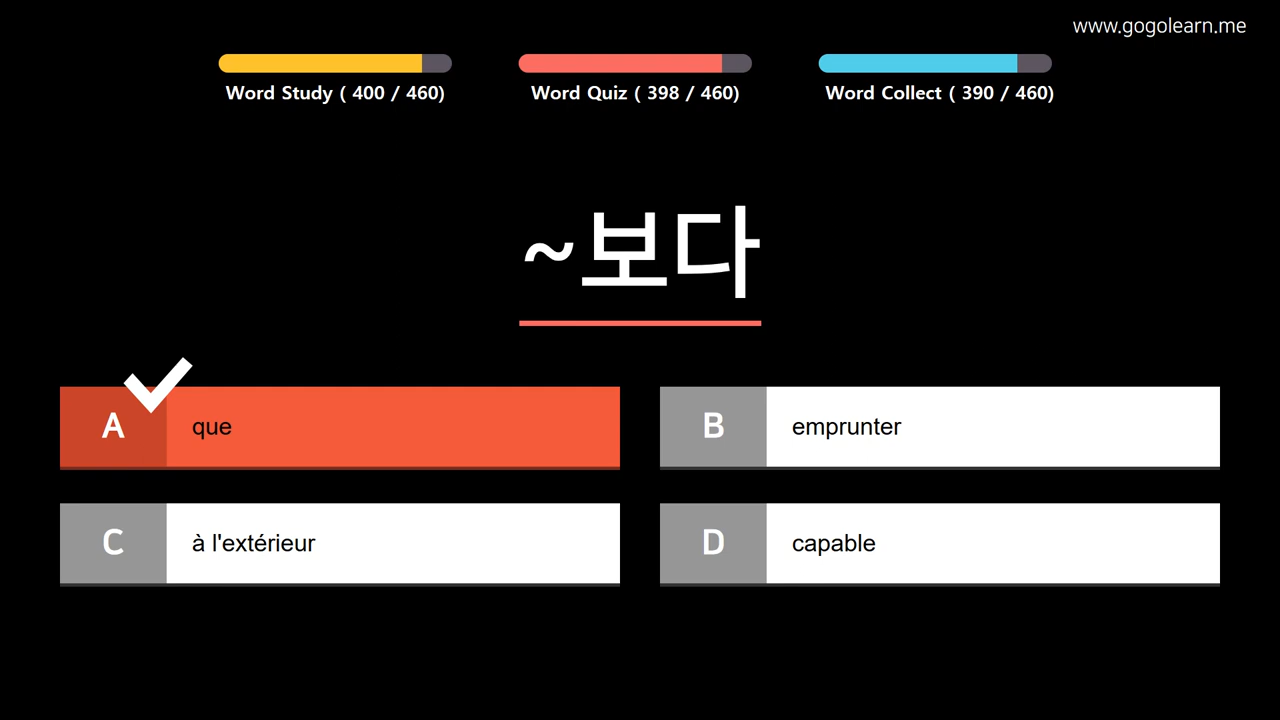 www.gogolearn.me
Word Study ( 400 / 460)
Word Quiz ( 398 / 460)
Word Collect ( 390 / 460)
~보다
A que
B emprunter
C à l'extérieur
D capable